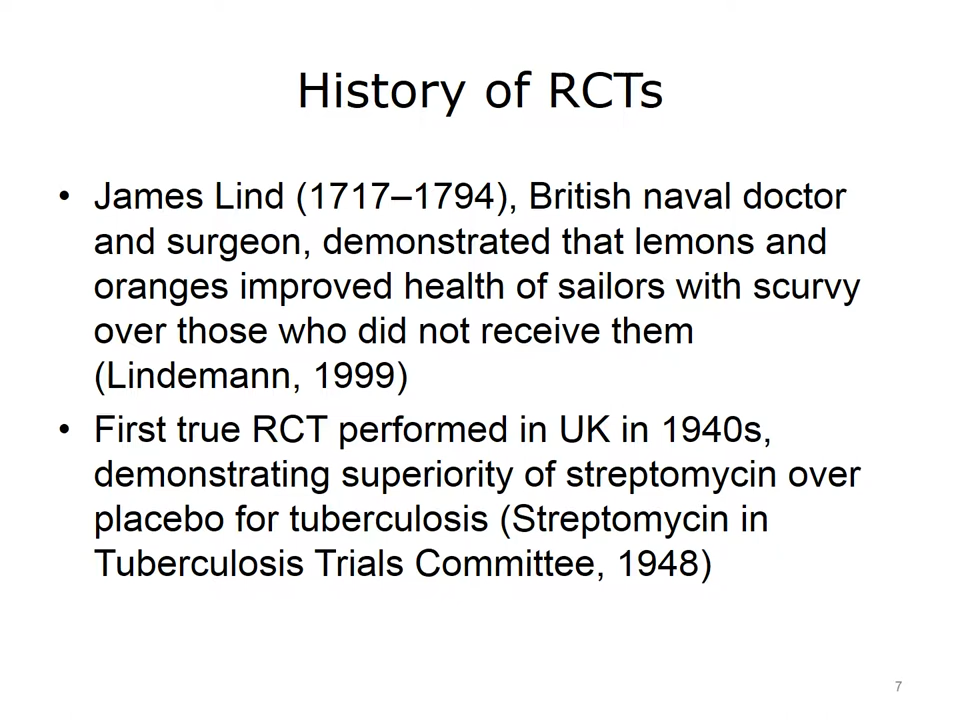 History of RCTs
• James Lind (1717–1794), British naval doctor
and surgeon, demonstrated that lemons and
oranges improved health of sailors with scurvy
over those who did not receive them
(Lindemann, 1999)
• First true RCT performed in UK in 1940s,
demonstrating superiority of streptomycin over
placebo for tuberculosis (Streptomycin in
Tuberculosis Trials Committee, 1948)
7